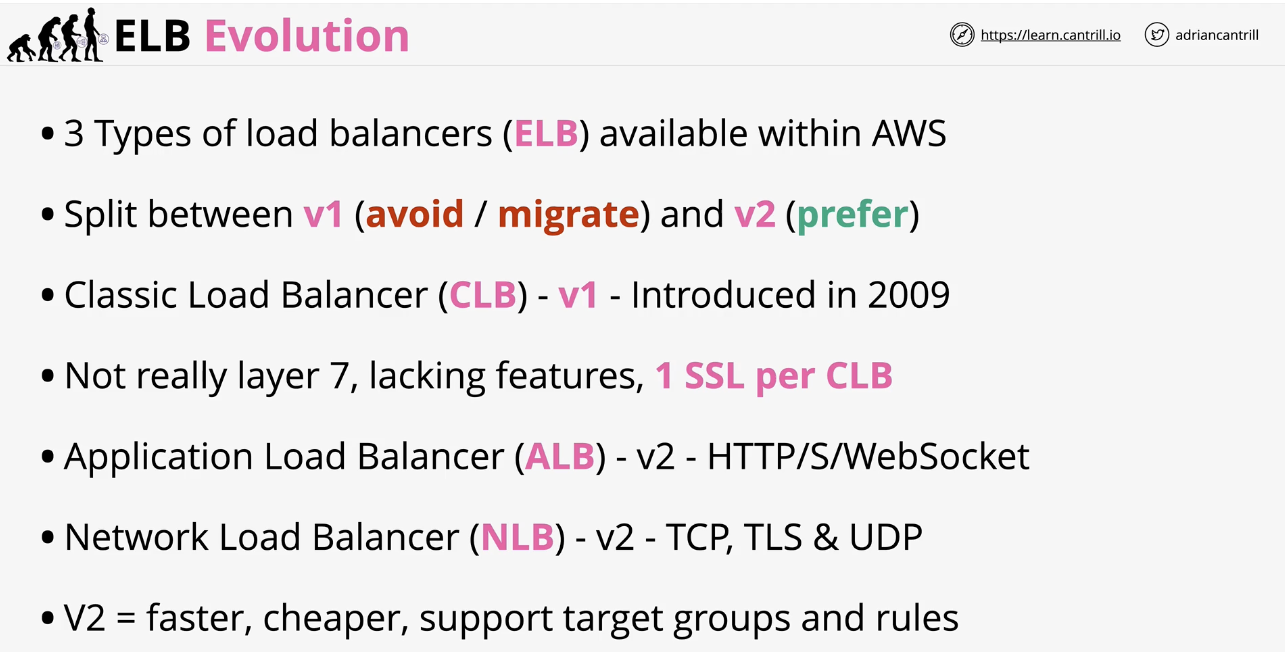 ELB Evolution
https://learn.cantrill.io
adriancantrill
• 3 Types of load balancers (ELB) available within AWS
• Split between v1 (avoid / migrate) and v2 (prefer)
• Classic Load Balancer (CLB) - v1 - Introduced in 2009
• Not really layer 7, lacking features, 1 SSL per CLB
• Application Load Balancer (ALB) - v2 - HTTP/S/WebSocket
• Network Load Balancer (NLB) - v2 - TCP, TLS & UDP
• V2 = faster, cheaper, support target groups and rules